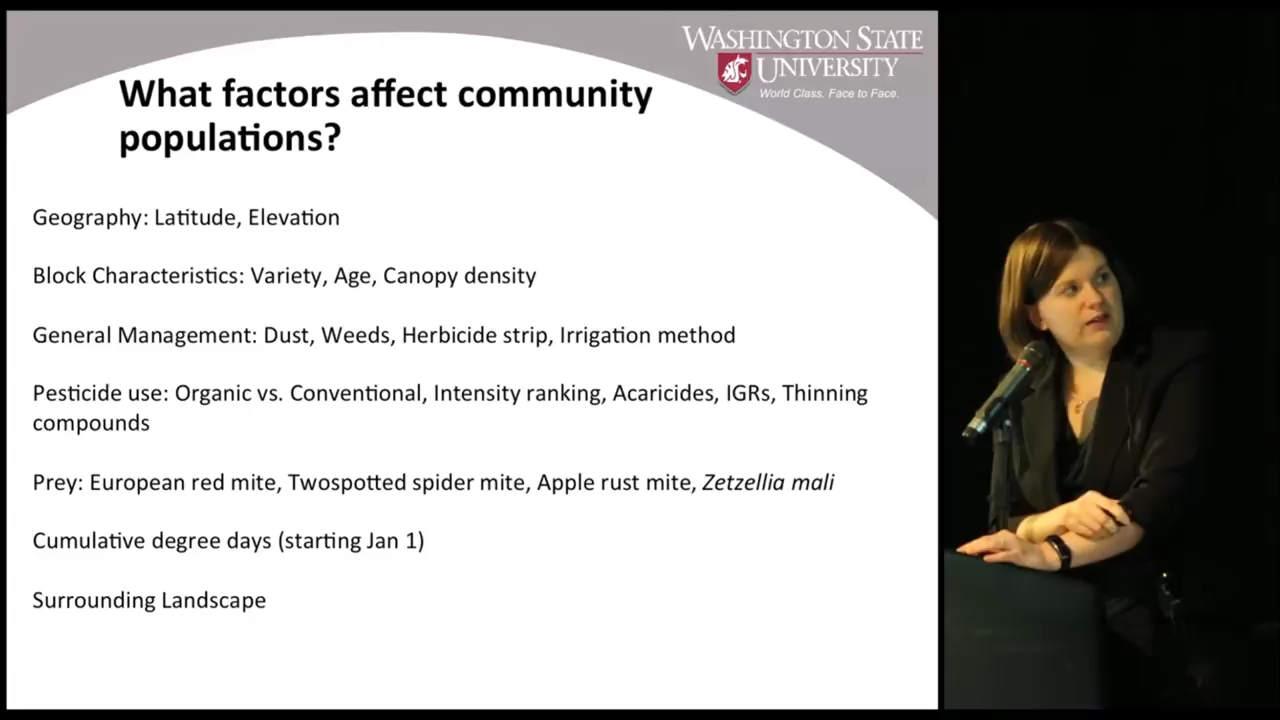 WASHINGTON STATE
UNIVERSITY
World Class. Face to Face.
What factors affect community
populations?
Geography: Latitude, Elevation
Block Characteristics: Variety, Age, Canopy density
General Management: Dust, Weeds, Herbicide strip, Irrigation method
Pesticide use: Organic vs. Conventional, Intensity ranking, Acaricides, IGRs, Thinning
compounds
Prey: European red mite, Twospotted spider mite, Apple rust mite, Zetzellia mali
Cumulative degree days (starting Jan 1)
Surrounding Landscape